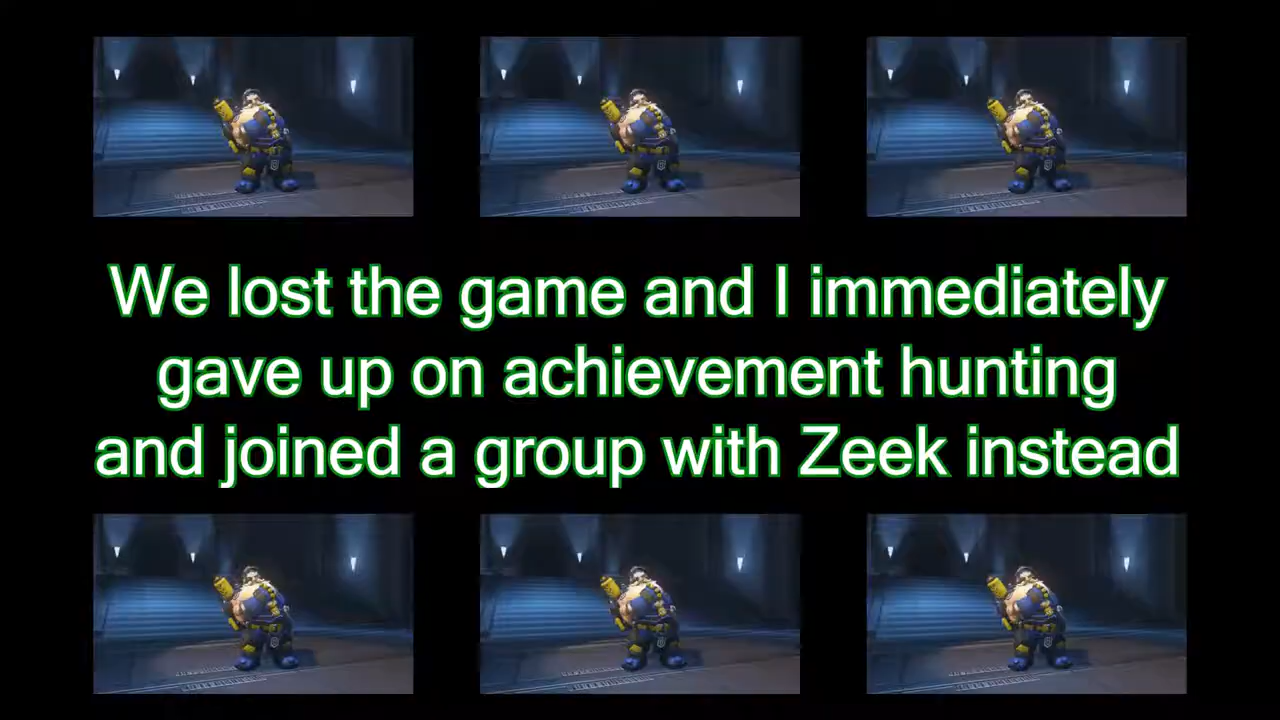 We lost the game and I immediately
gave up on achievement hunting
and joined a group with Zeek instead